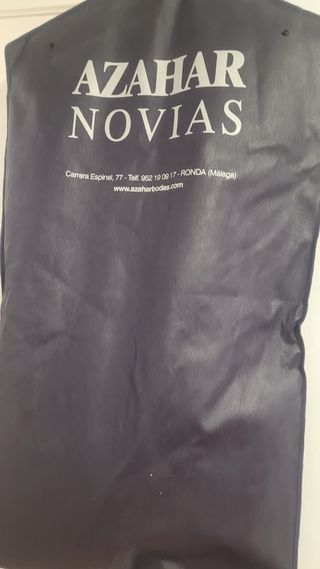 AZAHAR
NOVIAS
Carrera Espinel, 77 - Telf. 952 19 09 17 - RONDA (Málaga)
www.azaharbodas.com